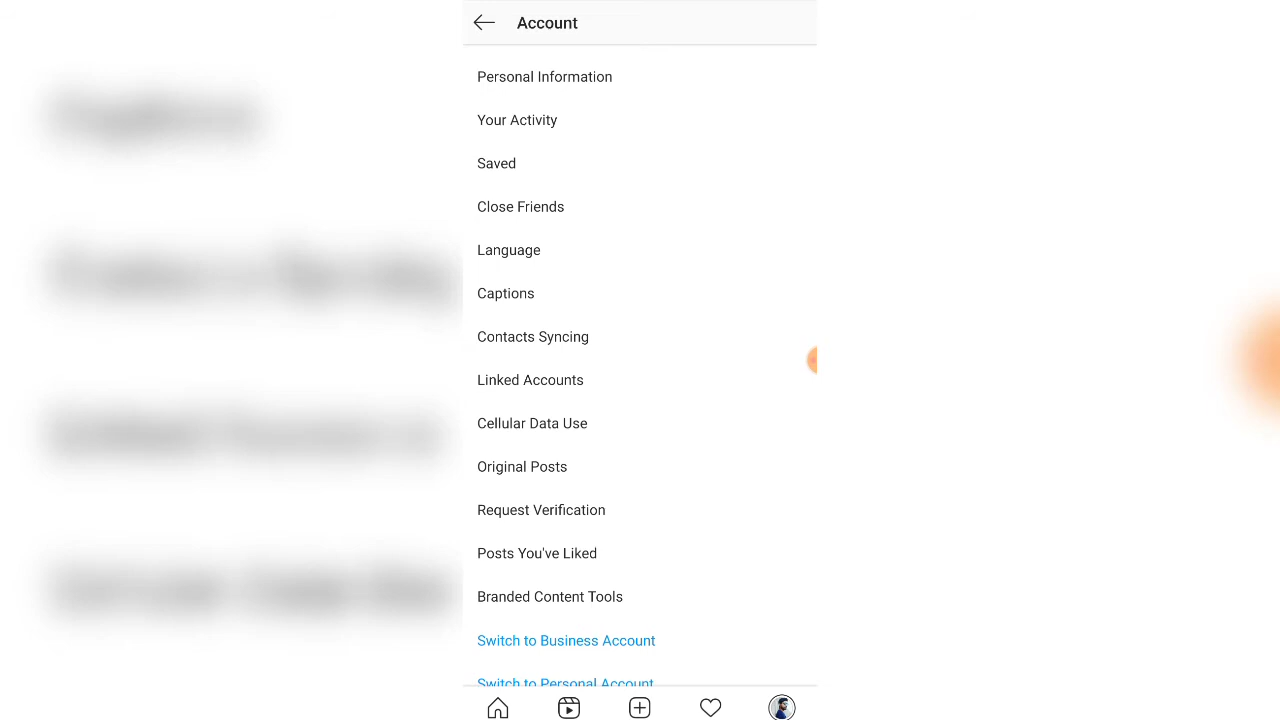 Account
Personal Information
Your Activity
Saved
Close Friends
Language
Captions
Contacts Syncing
Linked Accounts
Cellular Data Use
Original Posts
Request Verification
Posts You've Liked
Branded Content Tools
Switch to Business Account
Switch to Personal Account